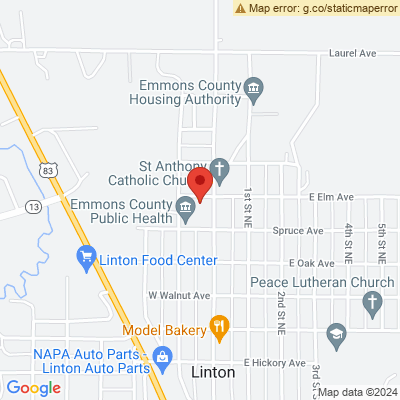 Map error: g.co/staticmaperror
Laurel Ave
Emmons County
Housing Authority
St Anthony
Catholic Church
83
13
1st St NE
E Elm Ave
Emmons County
Public Health
Spruce Ave
4th St NE
5th St NE
Linton Food Center
E Oak Ave
Peace Lutheran Church
W Walnut Ave
2nd St NE
Model Bakery
NAPA Auto Parts -
Linton Auto Parts
E Hickory Ave
Linton
3rd St S
Google
Map data ©2024